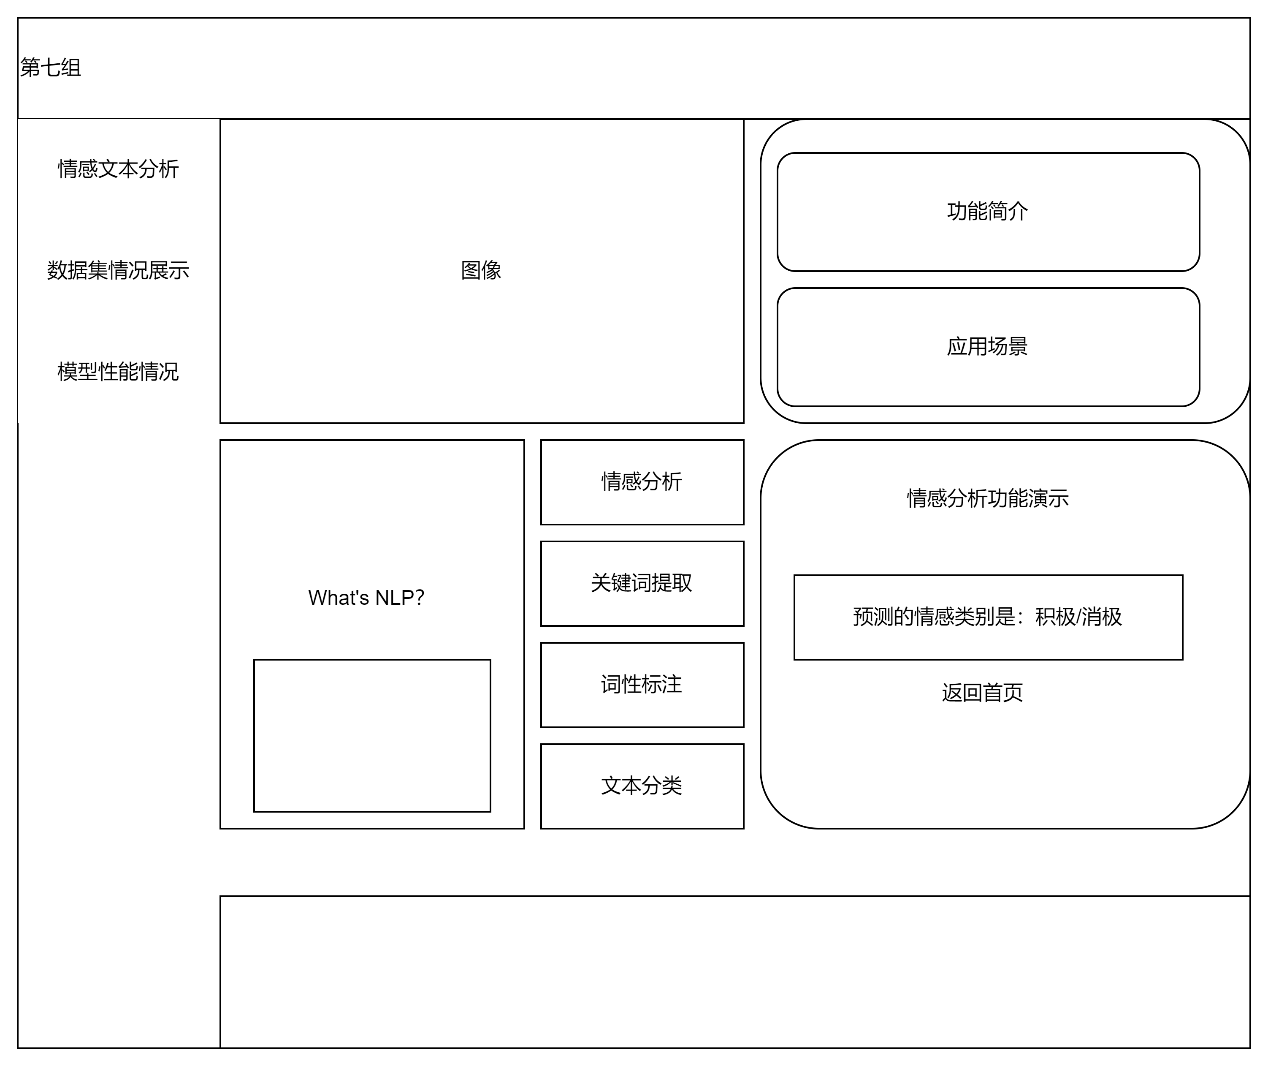 第七组
情感文本分析
数据集情况展示
模型性能情况
图像
功能简介
应用场景
What's NLP?
情感分析
关键词提取
词性标注
文本分类
情感分析功能演示
预测的情感类别是：积极/消极
返回首页